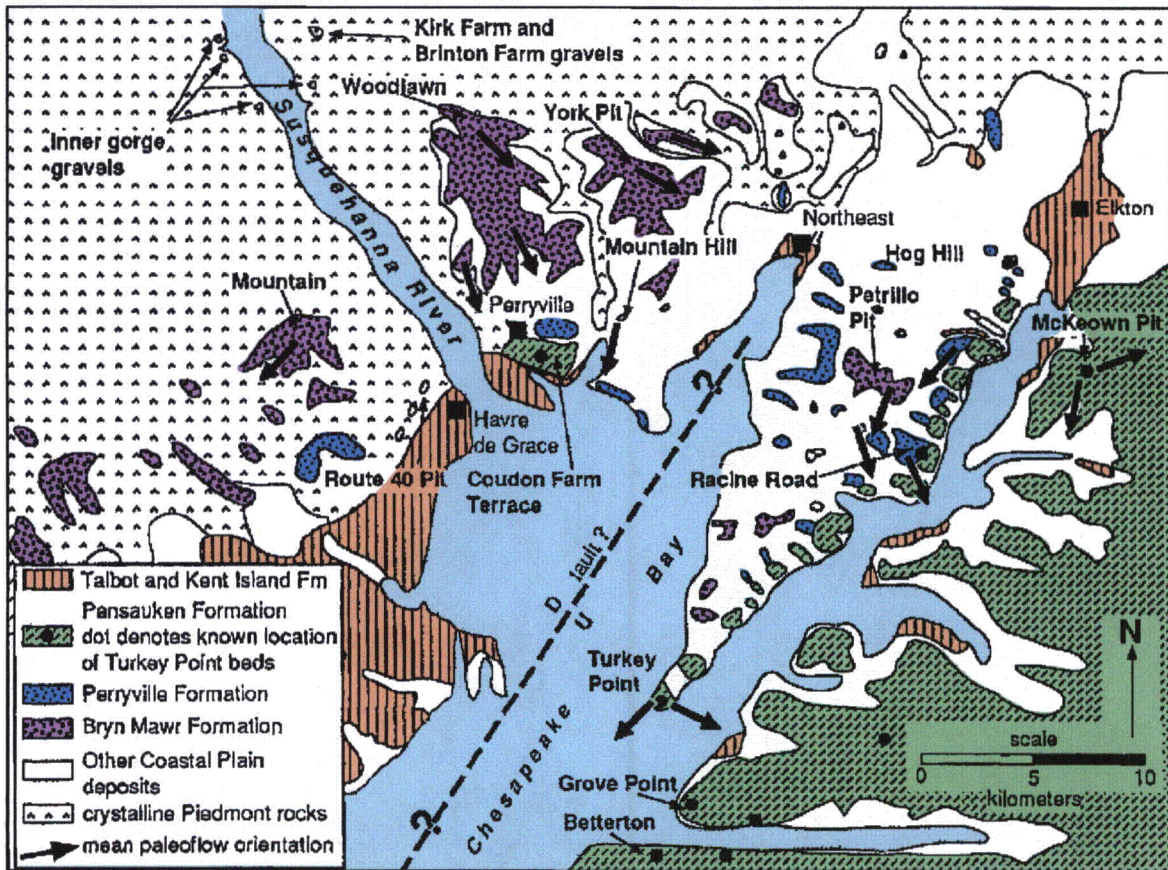 Kirk Farm and
Brinton Farm gravels
Woodlawn
York Pit
Inner gorge
gravels
Susquehanna River
Northeast
Elkton
Mountain Hill
Hog Hill
Mountain
Perryville
Petrillo
Pit
McKeown Pit
?
Havre
de Grace
Route 40 Pit
Coudon Farm
Terrace
Racine Road
fault ?
D
U
Chesapeake Bay
Turkey
Point
N
scale
0 5 10
kilometers
Grove Point
Betterton
?
Talbot and Kent Island Fm
Pensauken Formation
dot denotes known location
of Turkey Point beds
Perryville Formation
Bryn Mawr Formation
Other Coastal Plain
deposits
crystalline Piedmont rocks
mean paleoflow orientation